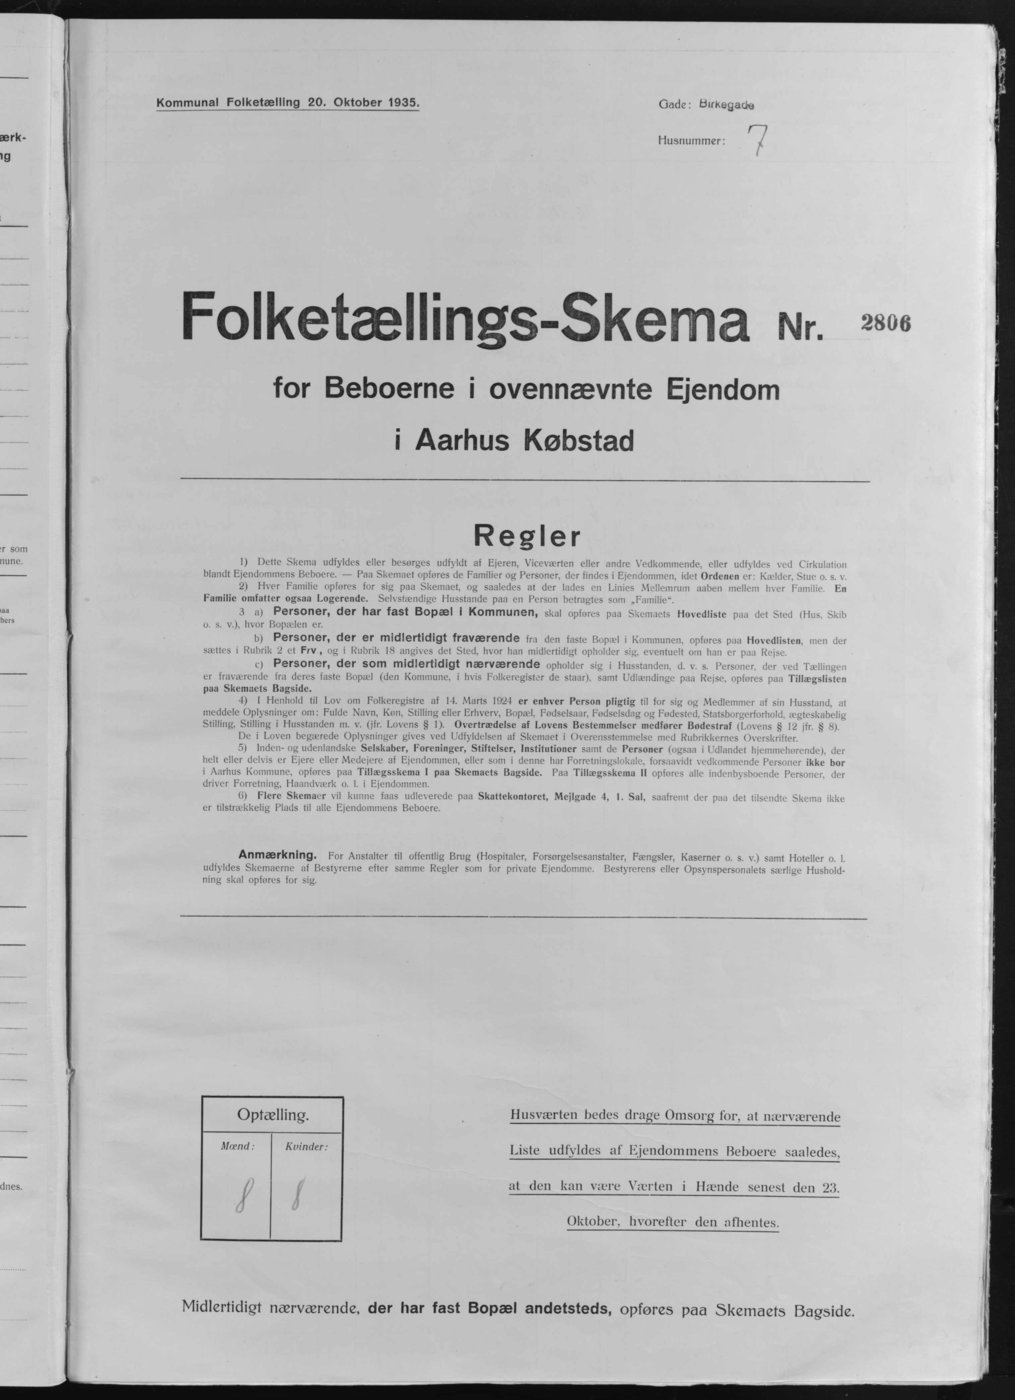 Kommunal Folketælling 20. Oktober 1935.
Gade: Birkegade
Husnummer: 7
Folketællings-Skema Nr. 2806
for Beboerne i ovennævnte Ejendom
i Aarhus Købstad
Regler
1) Dette Skema udfyldes eller besørges udfyldt af Ejeren, Viceværten eller andre Vedkommende, eller udfyldes ved Cirkulation
blandt Ejendommens Beboere. — Paa Skemaet opføres de Familier og Personer, der findes i Ejendommen, idet Ordenen er: Kælder, Stue o. s. v.
2) Hver Familie opføres for sig paa Skemaet, og saaledes at der lades en Linies Mellemrum aaben mellem hver Familie. En
Familie omfatter ogsaa Logerende. Selvstændige Husstande paa en Person betragtes som „Familie“.
3 a) Personer, der har fast Bopæl i Kommunen, skal opføres paa Skemaets Hovedliste paa det Sted (Hus, Skib
o. s. v.), hvor Bopælen er.
b) Personer, der er midlertidigt fraværende fra den faste Bopæl i Kommunen, opføres paa Hovedlisten, men der
sættes i Rubrik 2 et Frv., og i Rubrik 18 angives det Sted, hvor han midlertidigt opholder sig, eventuelt om han er paa Rejse.
c) Personer, der som midlertidigt nærværende opholder sig i Husstanden, d. v. s. Personer, der ved Tællingen
er fraværende fra deres faste Bopæl (den Kommune, i hvis Folkeregister de staar), samt Udlændinge paa Rejse, opføres paa Tillægslisten
paa Skemaets Bagside.
4) I Henhold til Lov om Folkeregistre af 14. Marts 1924 er enhver Person pligtig til for sig og Medlemmer af sin Husstand, at
meddele Oplysninger om: Fulde Navn, Køn, Stilling eller Erhverv, Bopæl, Fødselsaar, Fødselsdag og Fødested, Statsborgerforhold, ægteskabelig
Stilling, Stilling i Husstanden m. v. (jfr. Lovens § 1). Overtrædelse af Lovens Bestemmelser medfører Bødestraf (Lovens § 12 jfr. § 8).
De i Loven begærede Oplysninger gives ved Udfyldelsen af Skemaet i Overensstemmelse med Rubrikkernes Overskrifter.
5) Inden- og udenlandske Selskaber, Foreninger, Stiftelser, Institutioner samt de Personer (ogsaa i Udlandet hjemmehørende), der
helt eller delvis er Ejere eller Medejere af Ejendommen, eller som i denne har Forretningslokale, forsaavidt vedkommende Personer ikke bor
i Aarhus Kommune, opføres paa Tillægsskema I paa Skemaets Bagside. Paa Tillægsskema II opføres alle indenbysboende Personer, der
driver Forretning, Haandværk o. l. i Ejendommen.
6) Flere Skemaer vil kunne faas udleverede paa Skattekontoret, Mejlgade 4, 1. Sal, saafremt der paa det tilsendte Skema ikke
er tilstrækkelig Plads til alle Ejendommens Beboere.
Anmærkning. For Anstalter til offentlig Brug (Hospitaler, Forsørgelsesanstalter, Fængsler, Kaserner o. s. v.) samt Hoteller o. l.
udfyldes Skemaerne af Bestyrerne efter samme Regler som for private Ejendomme. Bestyrerens eller Opsynspersonalets særlige Hushold-
ning skal opføres for sig.
Optælling.
Mænd: Kvinder:
8 8
Husværten bedes drage Omsorg for, at nærværende
Liste udfyldes af Ejendommens Beboere saaledes,
at den kan være Værten i Hænde senest den 23.
Oktober, hvorefter den afhentes.
Midlertidigt nærværende, der har fast Bopæl andetsteds, opføres paa Skemaets Bagside.